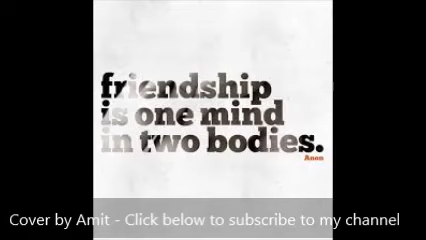 friendship
is one mind
in two bodies.
Anon
Cover by Amit - Click below to subscribe to my channel